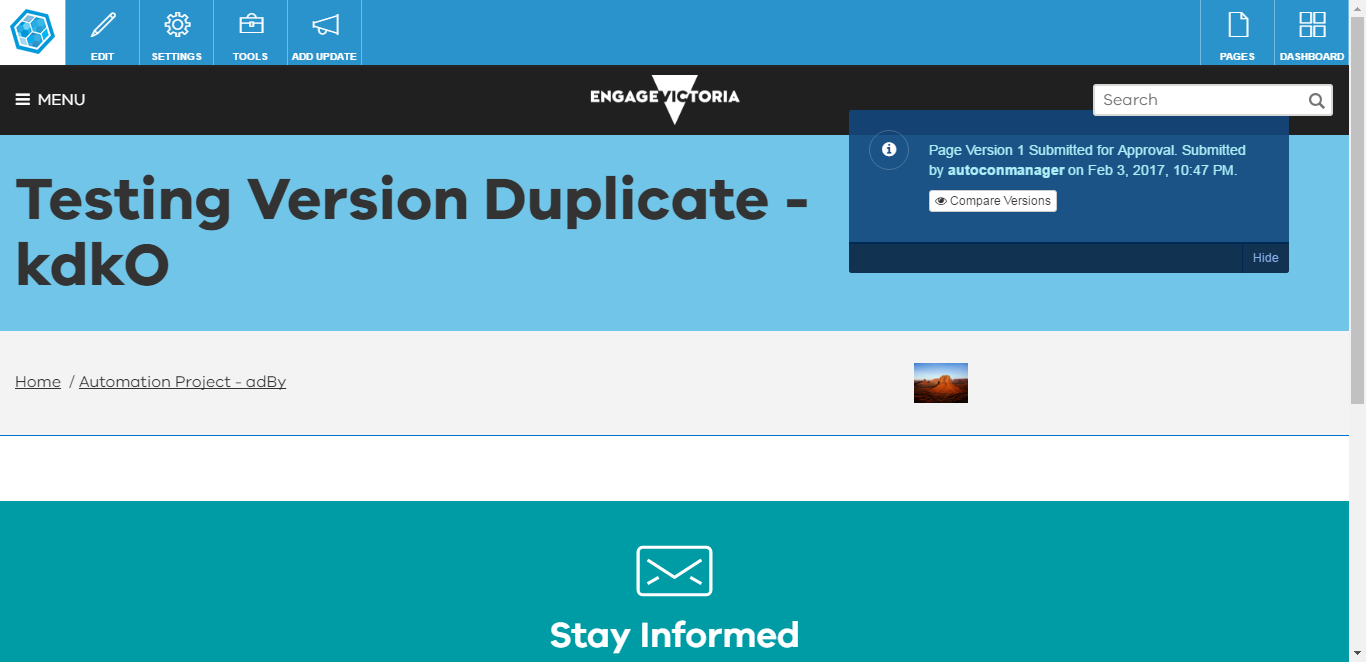 EDIT
SETTINGS
TOOLS
ADD UPDATE
PAGES
DASHBOARD
MENU
ENGAGEVICTORIA
Search
Page Version 1 Submitted for Approval. Submitted
by autoconmanager on Feb 3, 2017, 10:47 PM.
Compare Versions
Hide
Testing Version Duplicate -
kdkO
Home / Automation Project - adBy
Stay Informed